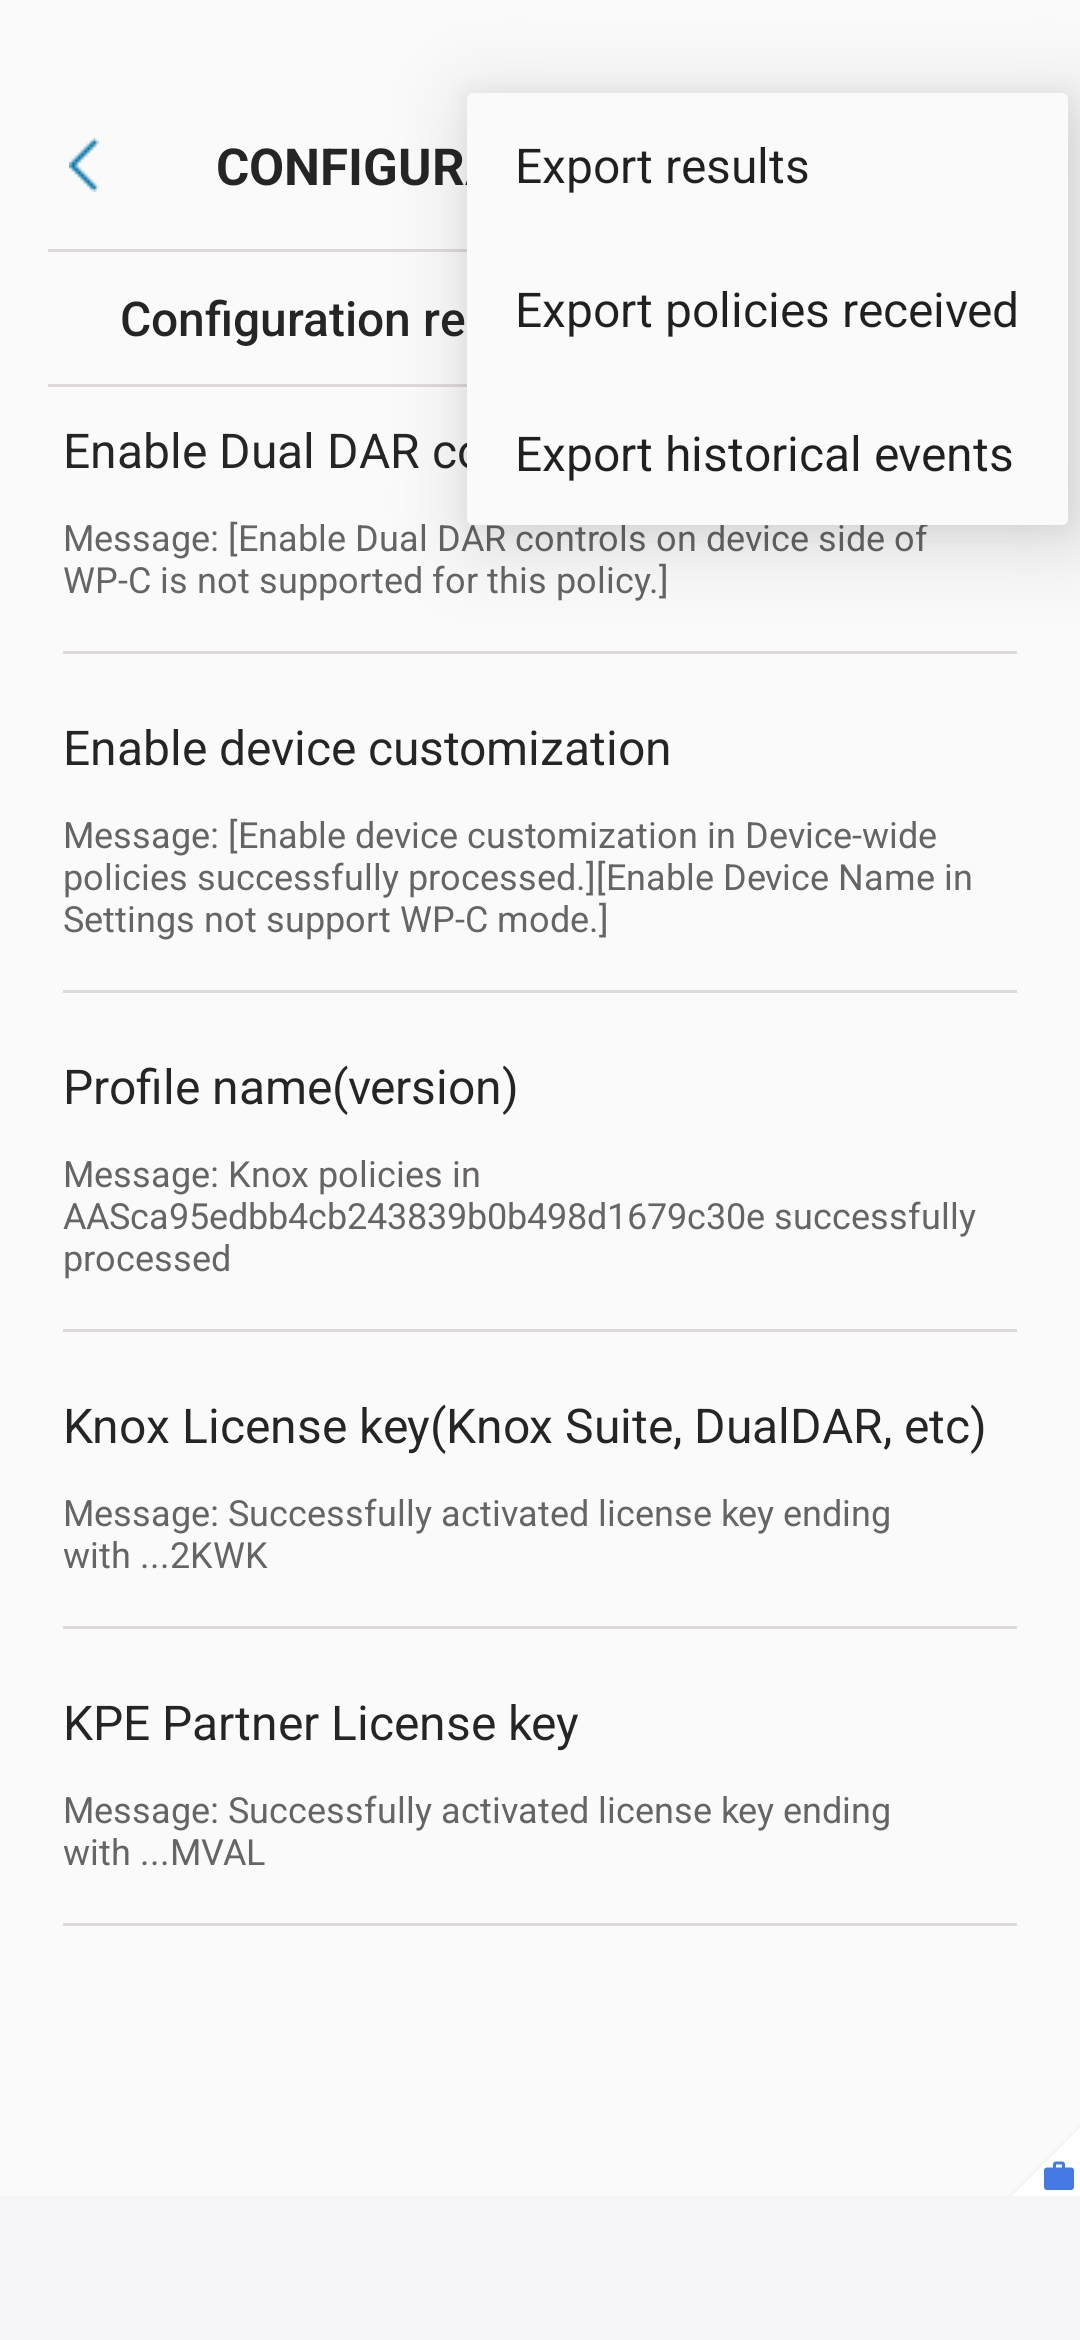 CONFIGUR
Export results
Configuration re
Export policies received
Enable Dual DAR
Export historical events
Message: [Enable Dual DAR controls on device side of
WP-C is not supported for this policy.]
Enable device customization
Message: [Enable device customization in Device-wide
policies successfully processed.][Enable Device Name in
Settings not support WP-C mode.]
Profile name(version)
Message: Knox policies in
AASca95edbb4cb243839b0b498d1679c30e successfully
processed
Knox License key(Knox Suite, DualDAR, etc)
Message: Successfully activated license key ending
with ...2KWK
KPE Partner License key
Message: Successfully activated license key ending
with ...MVAL